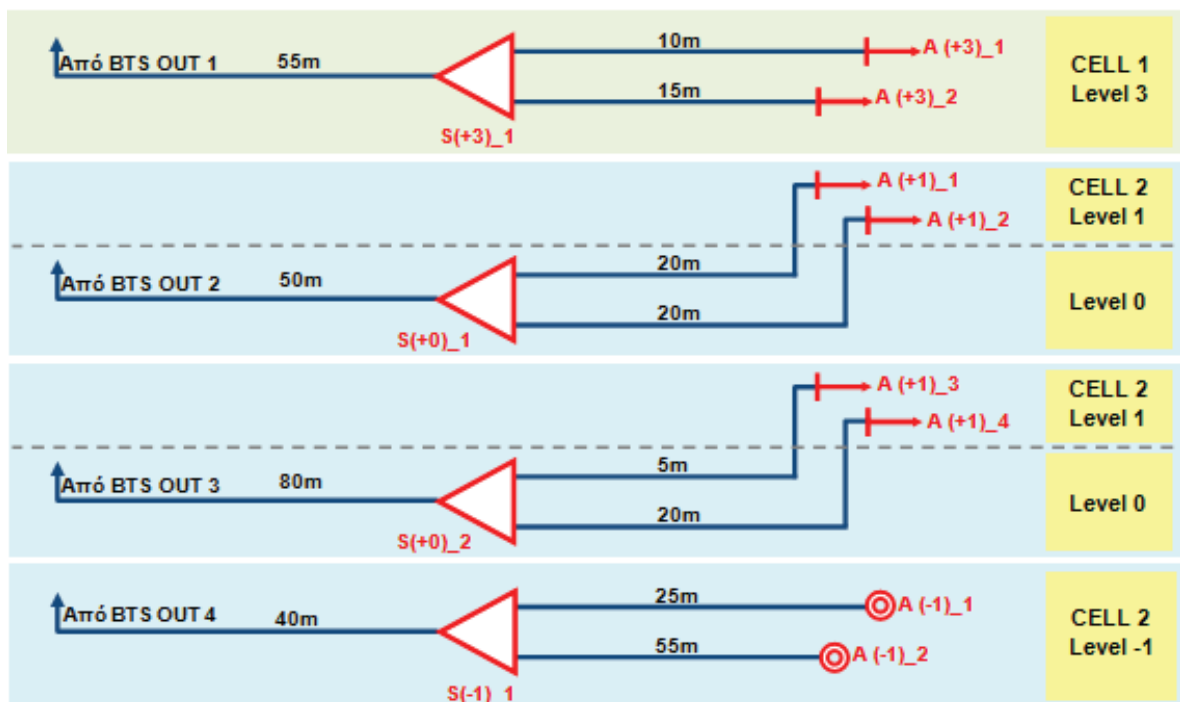 10m
A (+3)_1
Από BTS OUT 1
55m
CELL 1
Level 3
15m
A (+3)_2
S(+3)_1
A (+1)_1
CELL 2
Level 1
A (+1)_2
20m
Από BTS OUT 2
50m
Level 0
20m
S(+0)_1
A (+1)_3
CELL 2
Level 1
A (+1)_4
5m
Από BTS OUT 3
80m
Level 0
20m
S(+0)_2
25m
A (-1)_1
Από BTS OUT 4
40m
CELL 2
Level -1
55m
A (-1)_2
S(-1)_1